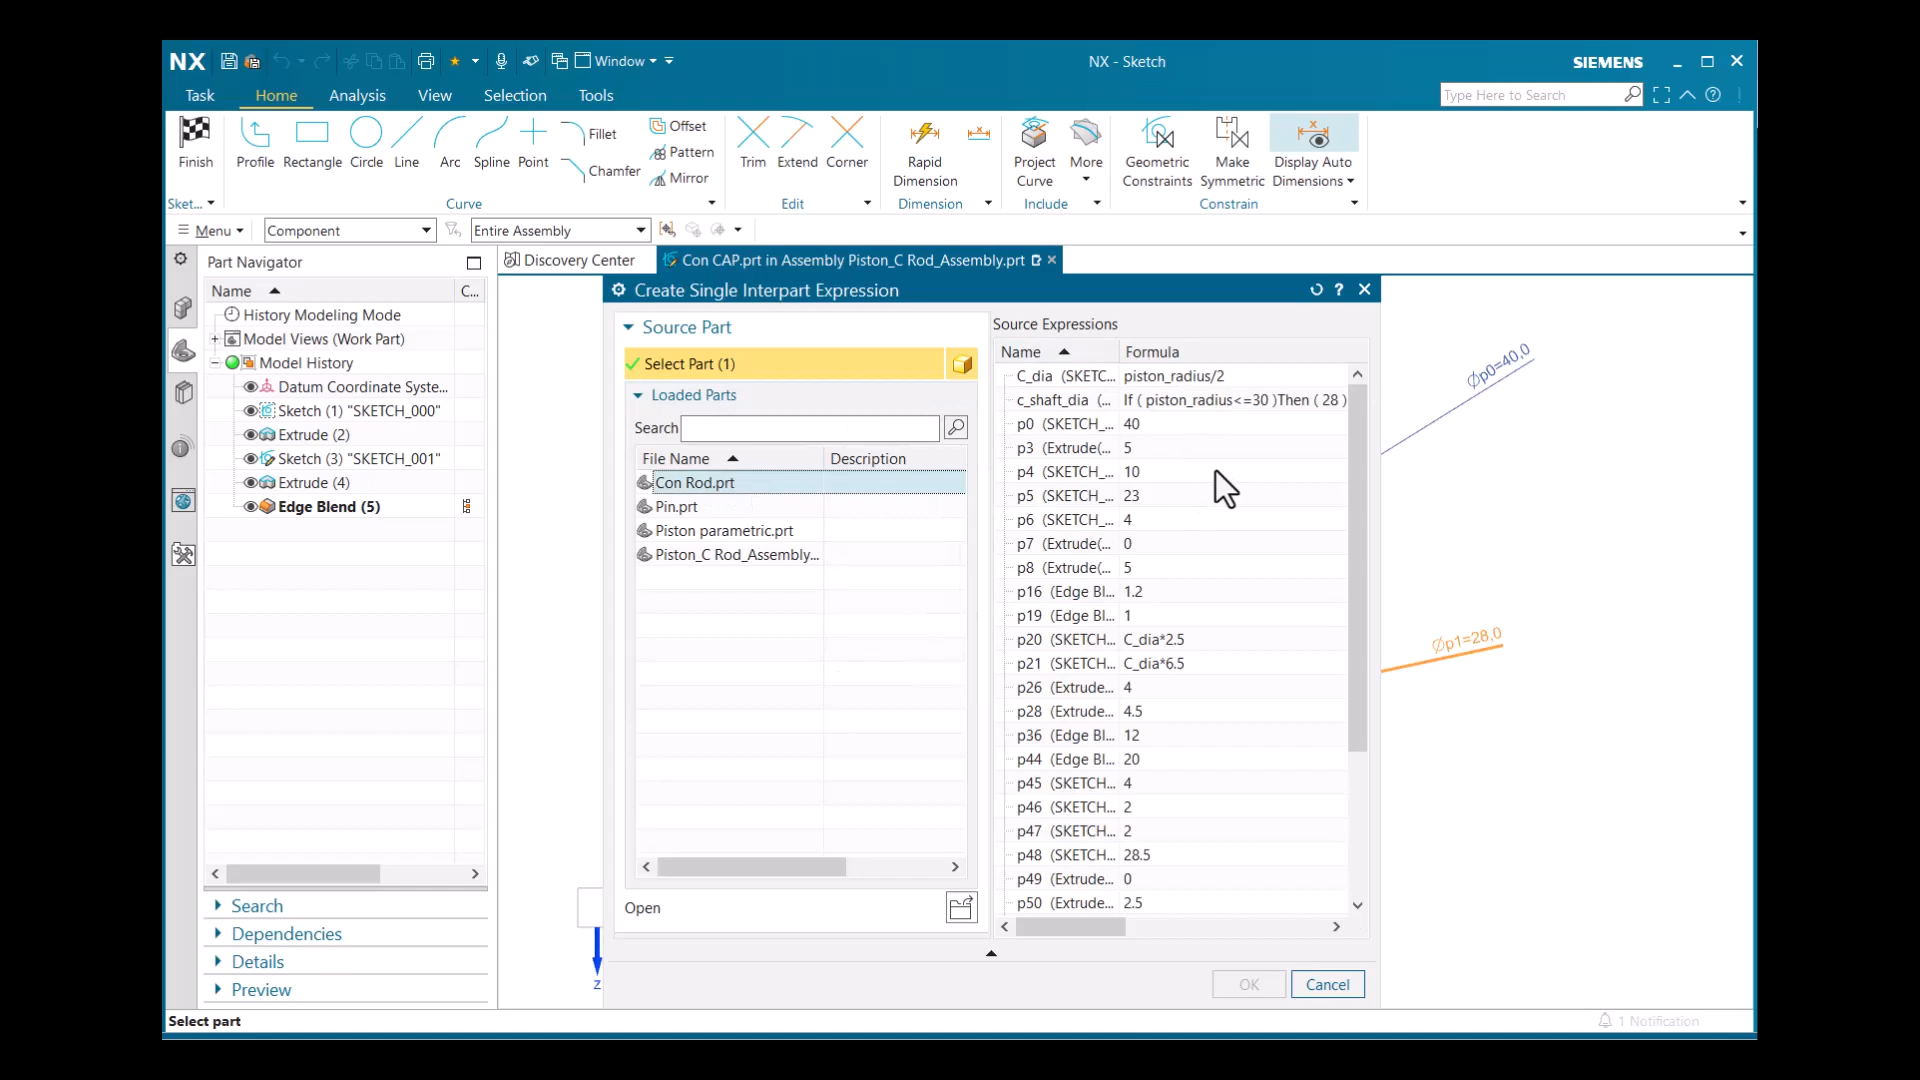 NX
Window
NX - Sketch
SIEMENS
Task
Home
Analysis
View
Selection
Tools
Type Here to Search
Finish
Profile
Rectangle
Circle
Line
Arc
Spline
Point
Fillet
Chamfer
Offset
Pattern
Mirror
Trim
Extend
Corner
Rapid
Dimension
Project
Curve
More
Geometric
Constraints
Make
Symmetric
Display Auto
Dimensions
Sket...
Curve
Edit
Dimension
Include
Constrain
Menu
Component
Entire Assembly
Part Navigator
Discovery Center
Con CAP.prt in Assembly Piston_C Rod_Assembly.prt
Name
C...
History Modeling Mode
Model Views (Work Part)
Model History
Datum Coordinate Syste...
Sketch (1) "SKETCH_000"
Extrude (2)
Sketch (3) "SKETCH_001"
Extrude (4)
Edge Blend (5)
Search
Dependencies
Details
Preview
Create Single Interpart Expression
Source Part
Select Part (1)
Loaded Parts
Search
File Name
Description
Con Rod.prt
Pin.prt
Piston parametric.prt
Piston_C Rod_Assembly...
Open
Source Expressions
Name Formula
C_dia (SKETC... piston_radius/2
c_shaft_dia (... If ( piston_radius<=30 )Then ( 28 )
p0 (SKETCH_... 40
p3 (Extrude(... 5
p4 (SKETCH_... 10
p5 (SKETCH_... 23
p6 (SKETCH_... 4
p7 (Extrude(... 0
p8 (Extrude(... 5
p16 (Edge Bl... 1.2
p19 (Edge Bl... 1
p20 (SKETCH... C_dia*2.5
p21 (SKETCH... C_dia*6.5
p26 (Extrude... 4
p28 (Extrude... 4.5
p36 (Edge Bl... 12
p44 (Edge Bl... 20
p45 (SKETCH... 4
p46 (SKETCH... 2
p47 (SKETCH... 2
p48 (SKETCH... 28.5
p49 (Extrude... 0
p50 (Extrude... 2.5
OK
Cancel
∅p0=40,0
∅p1=28,0
Z
Select part
1 Notification